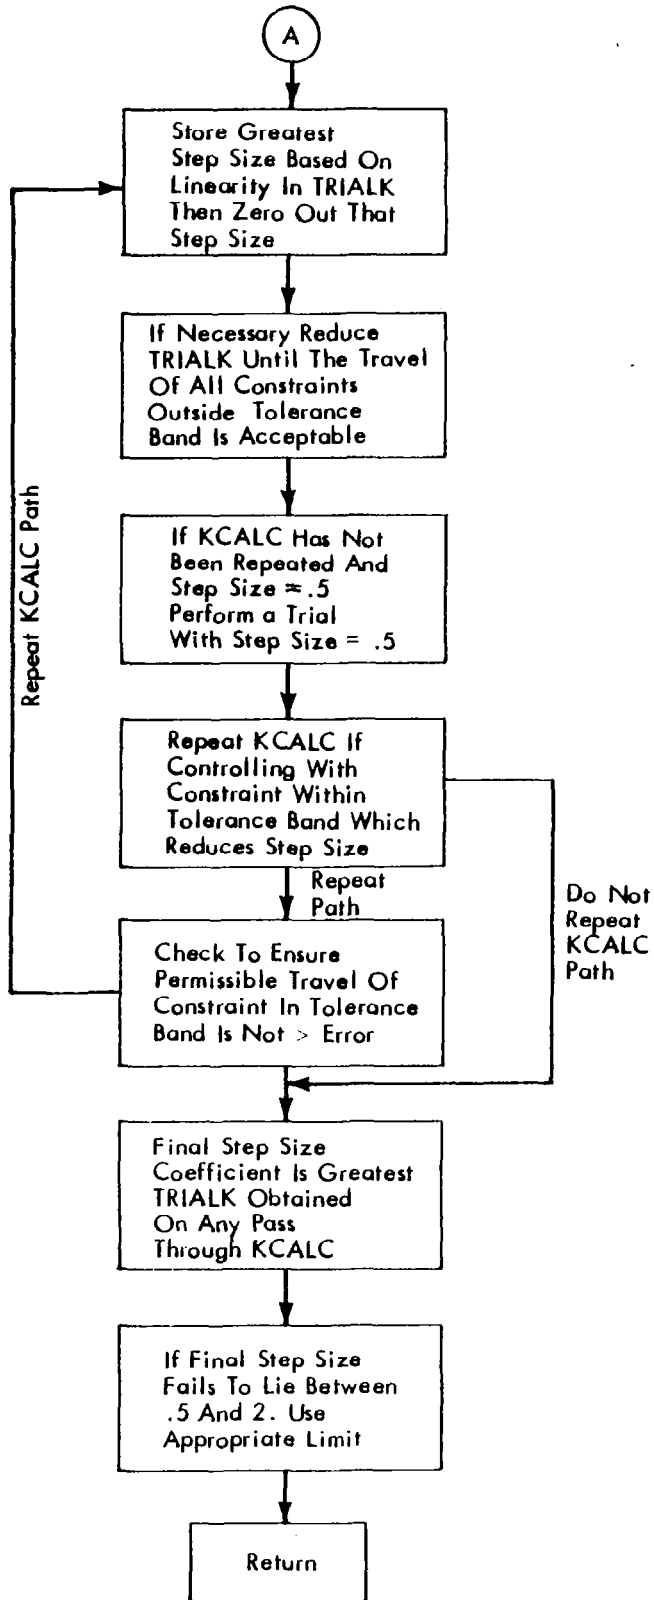 A
Store Greatest
Step Size Based On
Linearity In TRIALK
Then Zero Out That
Step Size
If Necessary Reduce
TRIALK Until The Travel
Of All Constraints
Outside Tolerance
Band Is Acceptable
If KCALC Has Not
Been Repeated And
Step Size ≈ .5
Perform a Trial
With Step Size = .5
Repeat KCALC If
Controlling With
Constraint Within
Tolerance Band Which
Reduces Step Size
Repeat
Path
Do Not
Repeat
KCALC
Path
Repeat KCALC Path
Check To Ensure
Permissible Travel Of
Constraint In Tolerance
Band Is Not > Error
Final Step Size
Coefficient Is Greatest
TRIALK Obtained
On Any Pass
Through KCALC
If Final Step Size
Fails To Lie Between
.5 And 2. Use
Appropriate Limit
Return